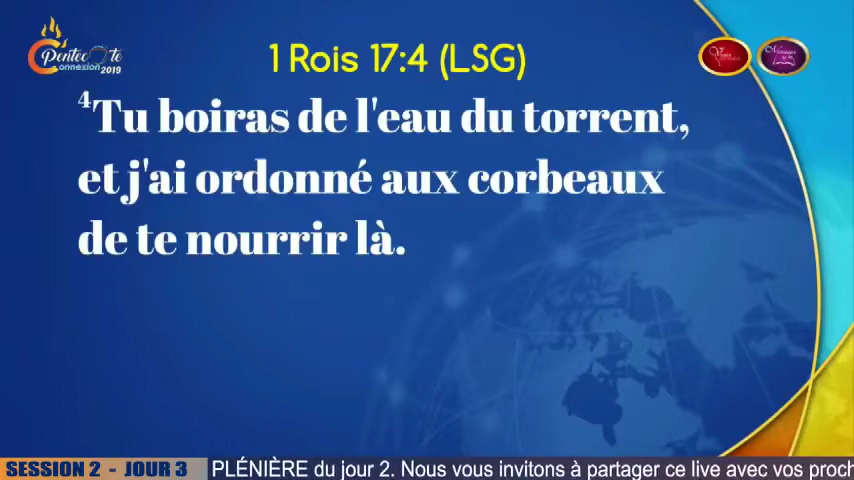 Pentecôte
Connexion 2019
1 Rois 17:4 (LSG)
4Tu boiras de l'eau du torrent,
et j'ai ordonné aux corbeaux
de te nourrir là.
SESSION 2 - JOUR 3
PLÉNIÈRE du jour 2. Nous vous invitons à partager ce live avec vos proch